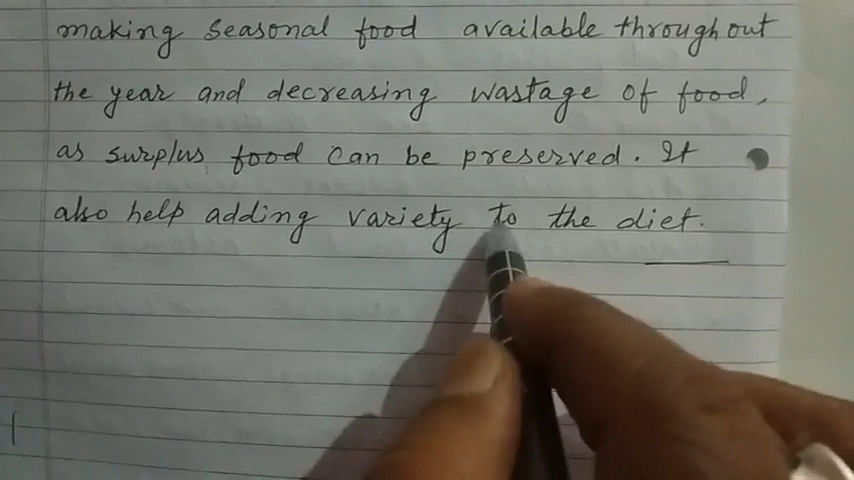 making seasonal food available throughout
the year and decreasing wastage of food,
as surplus food can be preserved. It
also help adding variety to the diet.